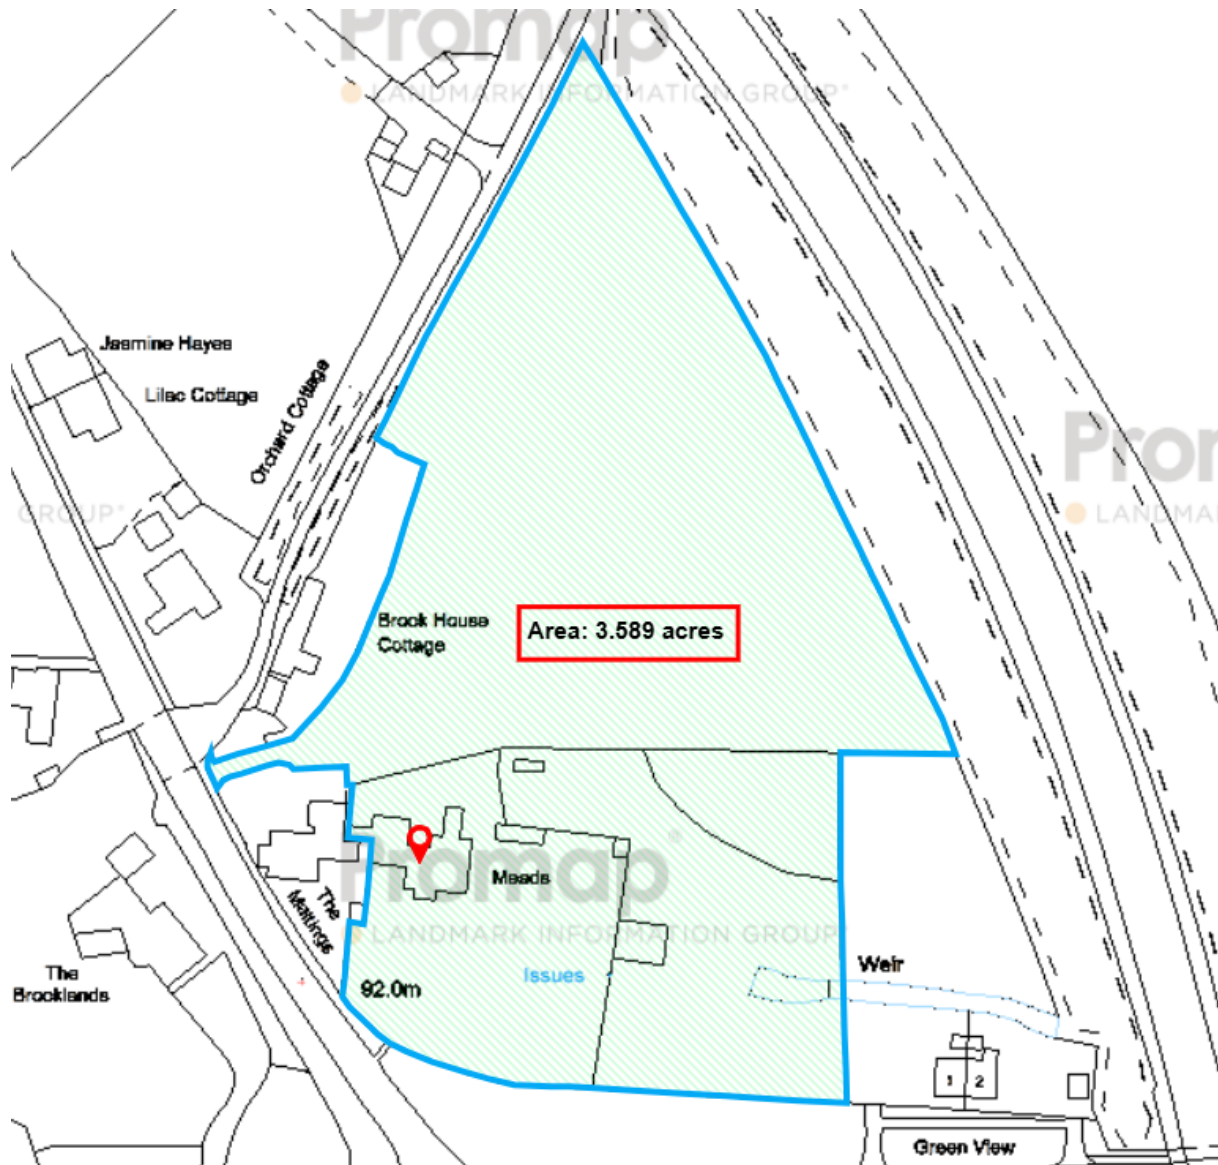 Promap
LANDMARK INFORMATION GROUP®
Jasmine Hayes
Lilac Cottage
Orchard Cottage
Promap
GROUP®
LANDMA
Brook House
Cottage
Area: 3.589 acres
Promap
Meads
The
Maltings
LANDMARK INFORMATION GROUP®
The
Brooklands
92.0m
Issues
Weir
1
2
Green View